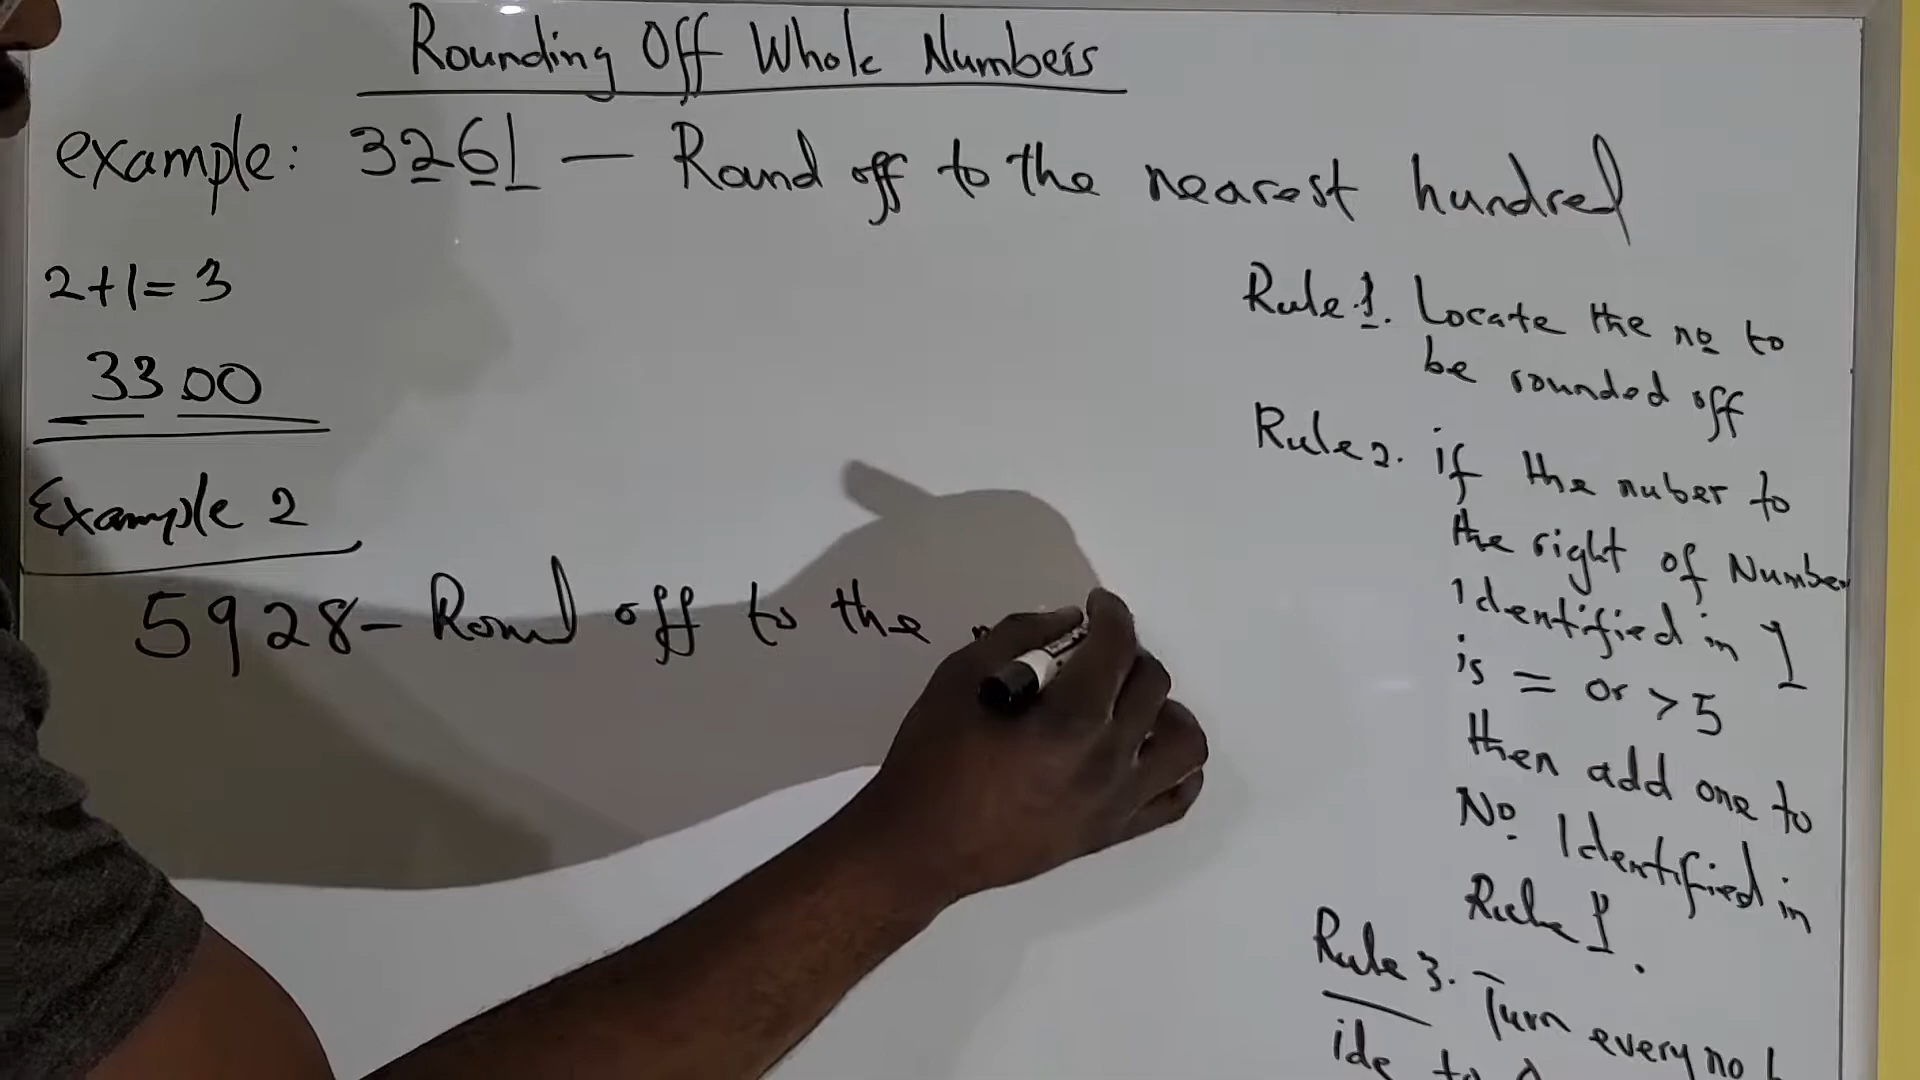 Rounding Off Whole Numbers
example: 3261 — Round off to the nearest hundred
2+1=3
3300
Example 2
5928 - Round off to the
Rule 1. Locate the no to
be rounded off
Rule 2. if the nuber to
the right of Number
Identified in 1
is = or > 5
then add one to
No Identified in
Rule 1.
Rule 3. Turn every no